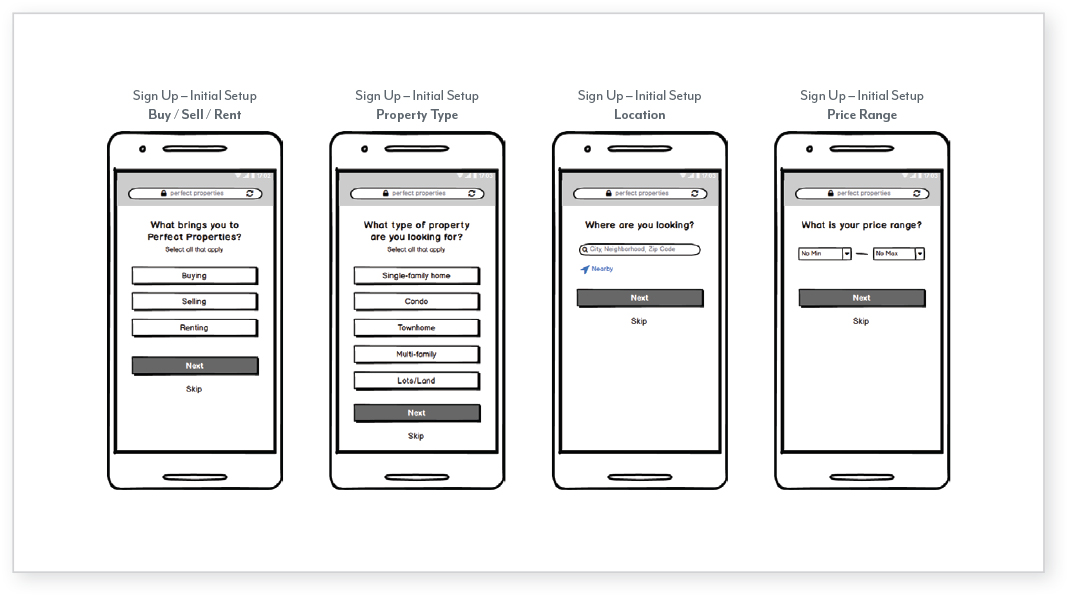 Sign Up – Initial Setup
Buy / Sell / Rent
17:02
perfect properties
What brings you to
Perfect Properties?
Select all that apply
Buying
Selling
Renting
Next
Skip
Sign Up – Initial Setup
Property Type
perfect properties
What type of property
are you looking for?
Select all that apply
Single-family home
Condo
Townhome
Multi-family
Lots/Land
Next
Skip
Sign Up – Initial Setup
Location
perfect properties
Where are you looking?
City, Neighborhood, Zip Code
Nearby
Next
Skip
Sign Up – Initial Setup
Price Range
perfect properties
What is your price range?
No Min
No Max
Next
Skip